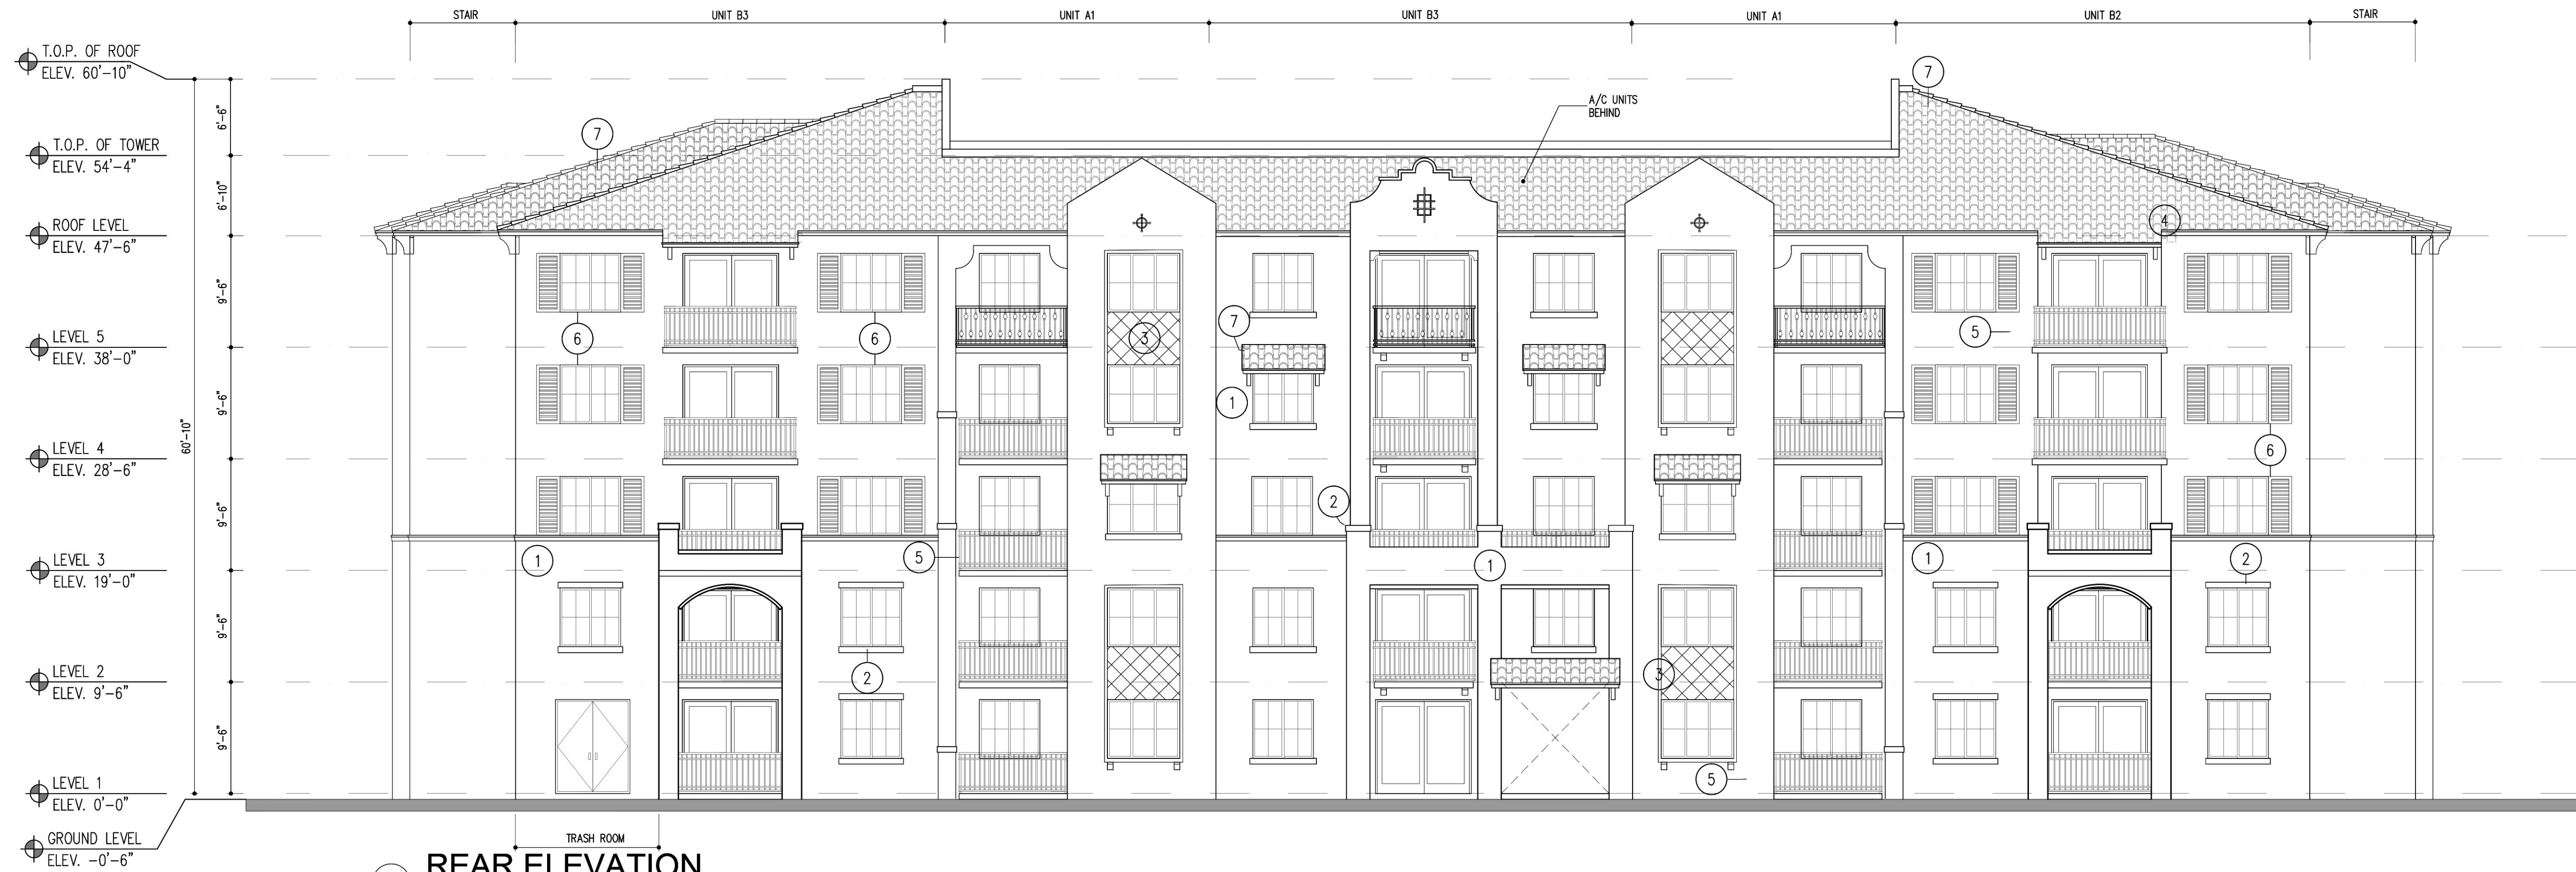 STAIR
UNIT B3
UNIT A1
UNIT B3
UNIT A1
UNIT B2
STAIR
T.O.P. OF ROOF
ELEV. 60'-10"
T.O.P. OF TOWER
ELEV. 54'-4"
ROOF LEVEL
ELEV. 47'-6"
LEVEL 5
ELEV. 38'-0"
LEVEL 4
ELEV. 28'-6"
LEVEL 3
ELEV. 19'-0"
LEVEL 2
ELEV. 9'-6"
LEVEL 1
ELEV. 0'-0"
GROUND LEVEL
ELEV. -0'-6"
60'-10"
6'-6"
6'-10"
9'-6"
9'-6"
9'-6"
9'-6"
9'-6"
A/C UNITS
BEHIND
7
7
4
6
6
3
7
5
1
6
2
1
5
1
1
2
2
3
5
TRASH ROOM
REAR ELEVATION